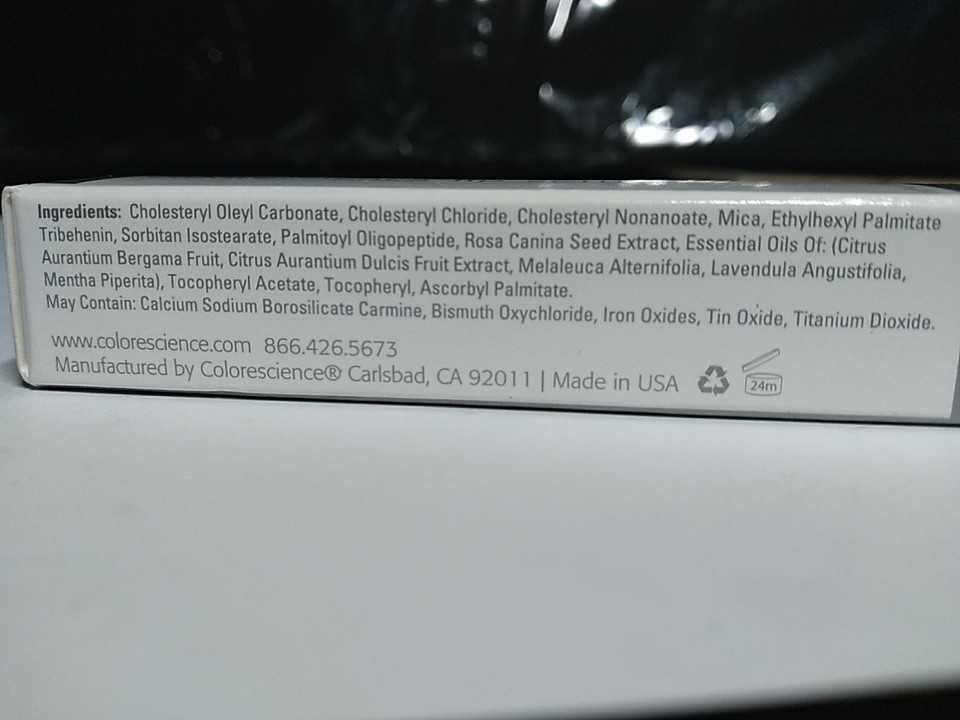 Ingredients: Cholesteryl Oleyl Carbonate, Cholesteryl Chloride, Cholesteryl Nonanoate, Mica, Ethylhexyl Palmitate
Tribehenin, Sorbitan Isostearate, Palmitoyl Oligopeptide, Rosa Canina Seed Extract, Essential Oils Of: (Citrus
Aurantium Bergama Fruit, Citrus Aurantium Dulcis Fruit Extract, Melaleuca Alternifolia, Lavendula Angustifolia,
Mentha Piperita), Tocopheryl Acetate, Tocopheryl, Ascorbyl Palmitate.
May Contain: Calcium Sodium Borosilicate Carmine, Bismuth Oxychloride, Iron Oxides, Tin Oxide, Titanium Dioxide.
www.colorescience.com 866.426.5673
Manufactured by Colorescience® Carlsbad, CA 92011 | Made in USA
24m